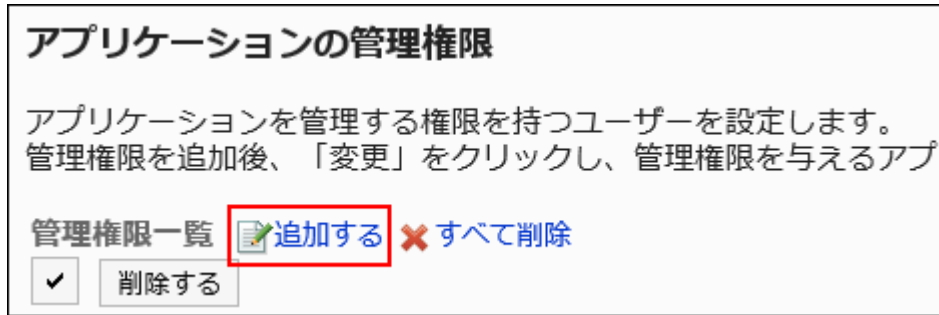 アプリケーションの管理権限
アプリケーションを管理する権限を持つユーザーを設定します。
管理権限を追加後、「変更」をクリックし、管理権限を与えるアプ
管理権限一覧 追加する すべて削除
削除する